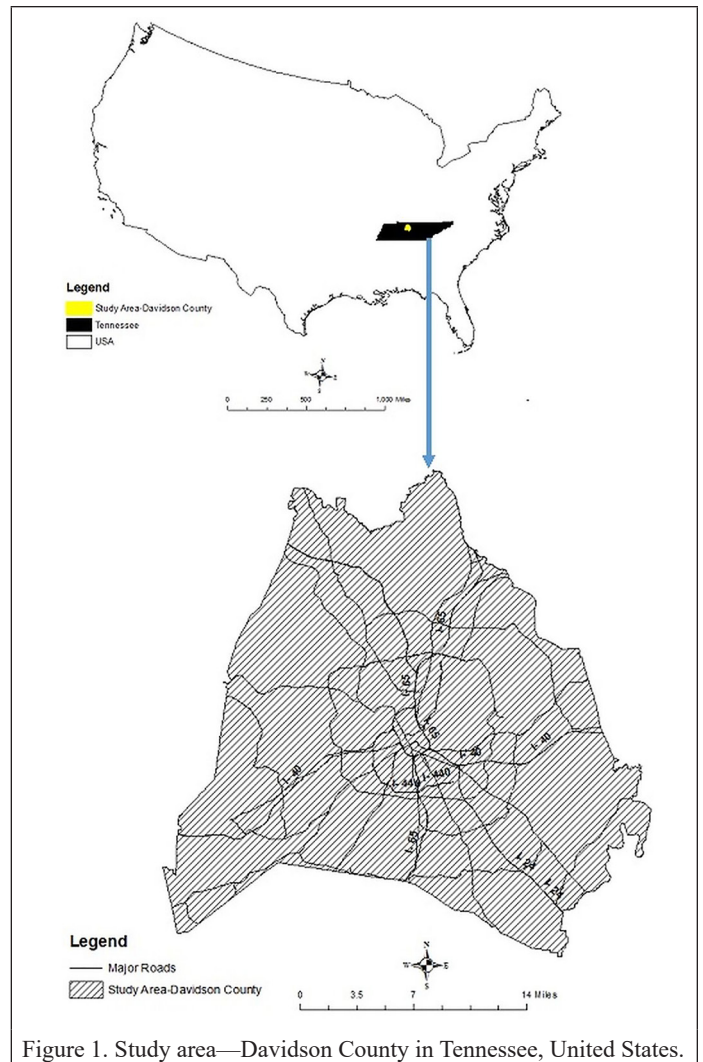 Legend
Study Area-Davidson County
Tennessee
USA
N
W E
S
0 250 500 1,000 Miles
I- 65
I- 65
I- 65
I- 40
I- 40
I- 40
I- 440
I- 440
I- 65
I- 24
I- 24
Legend
Major Roads
Study Area-Davidson County
N
W E
S
0 3.5 7 14 Miles
Figure 1. Study area—Davidson County in Tennessee, United States.